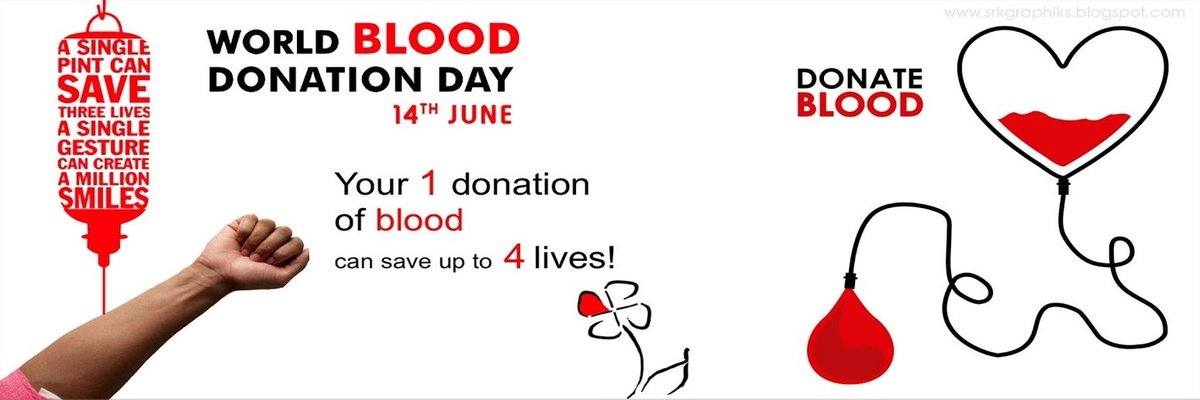 A SINGLE
PINT CAN
SAVE
THREE LIVES
A SINGLE
GESTURE
CAN CREATE
A MILLION
SMILES
WORLD BLOOD
DONATION DAY
14TH JUNE
Your 1 donation
of blood
can save up to 4 lives!
www.srkgraphiks.blogspot.com
DONATE
BLOOD